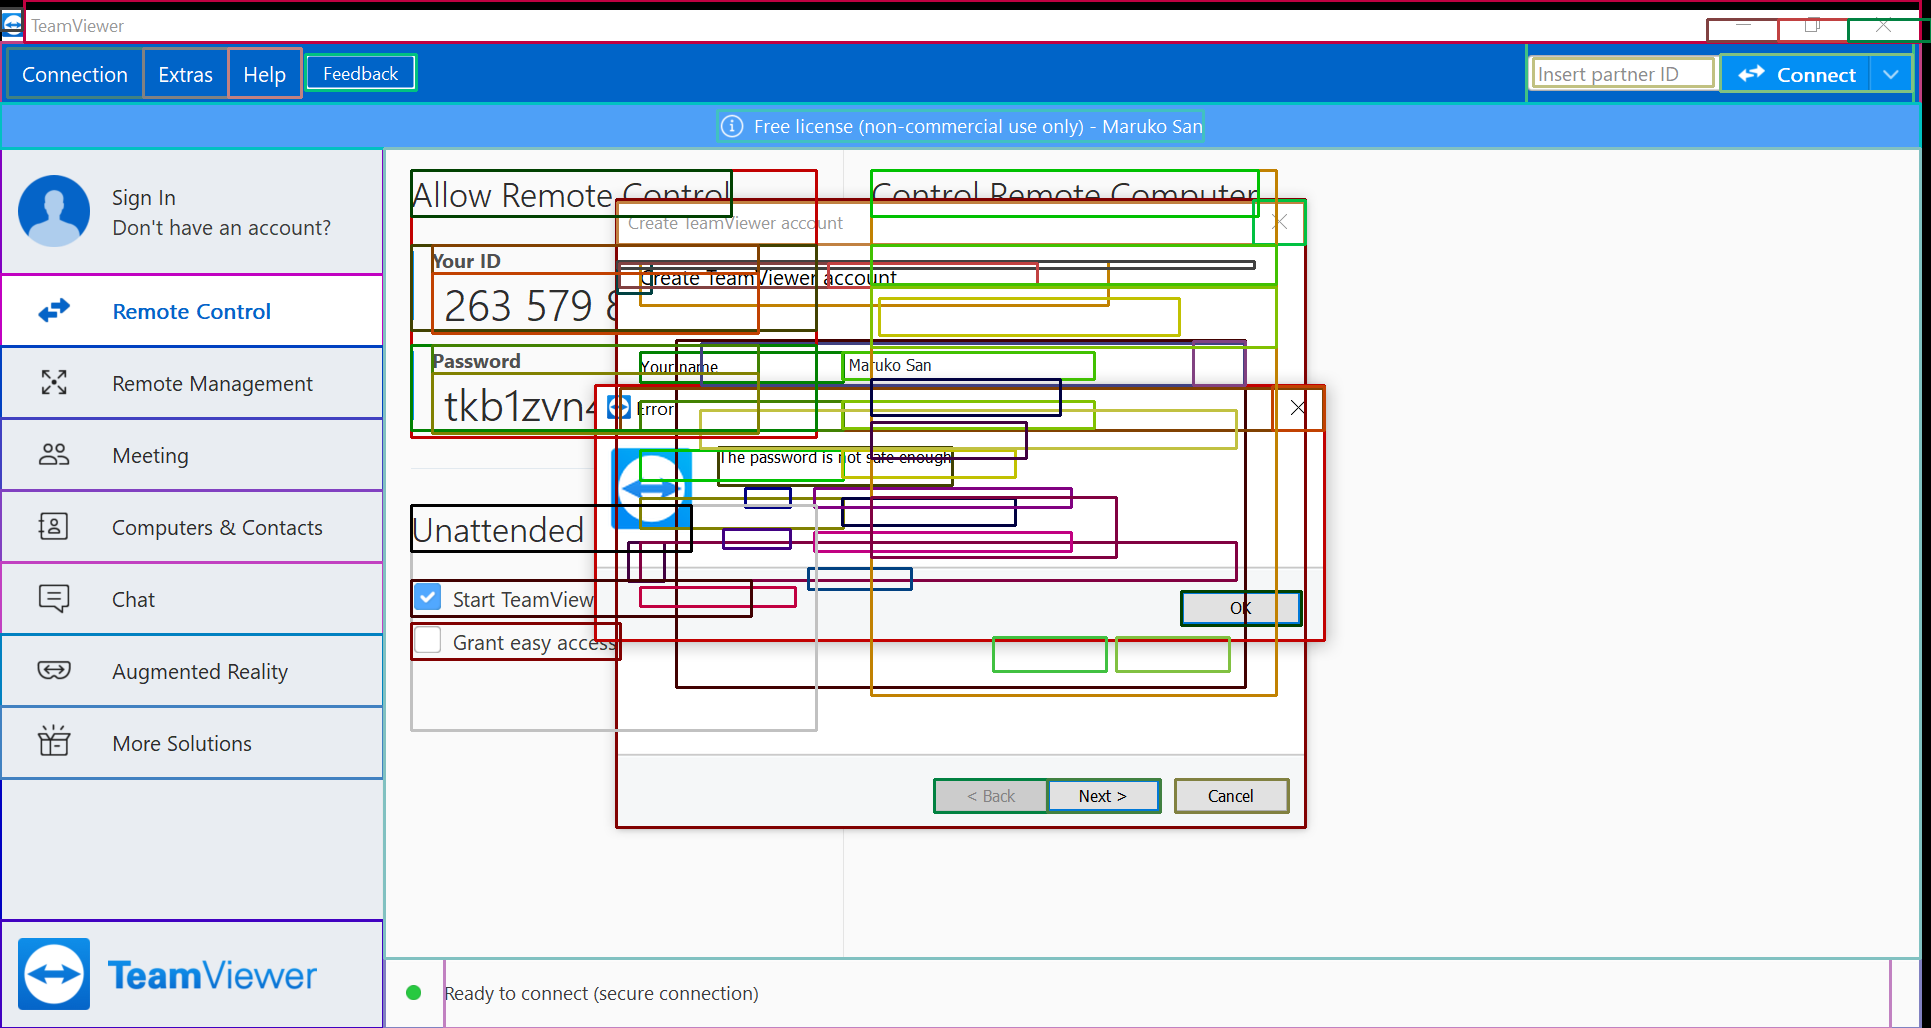 TeamViewer
Connection
Extras
Help
Feedback
Insert partner ID
Connect
Free license (non-commercial use only) - Maruko San
Sign In
Don't have an account?
Remote Control
Remote Management
Meeting
Computers & Contacts
Chat
Augmented Reality
More Solutions
TeamViewer
Allow Remote Control
Control Remote Computer
Your ID
263 579
Password
tkb1zvn4
Unattended
Start TeamView
Grant easy access
Create TeamViewer account
Create TeamViewer account
Your name
Maruko San
Error
The password is not safe enough
OK
< Back
Next >
Cancel
Ready to connect (secure connection)